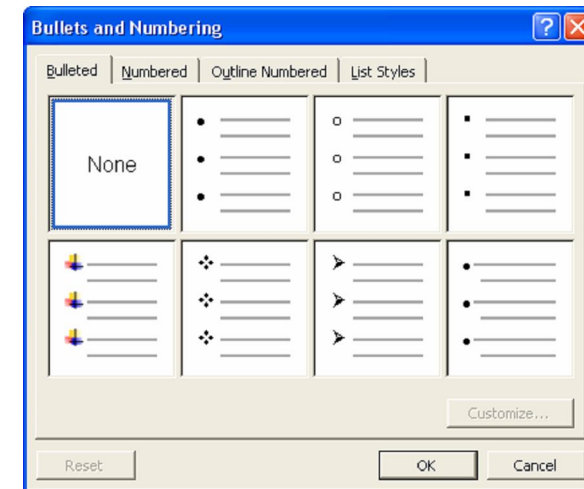 Bullets and Numbering
Bulleted Numbered Outline Numbered List Styles
None
Customize...
Reset OK Cancel